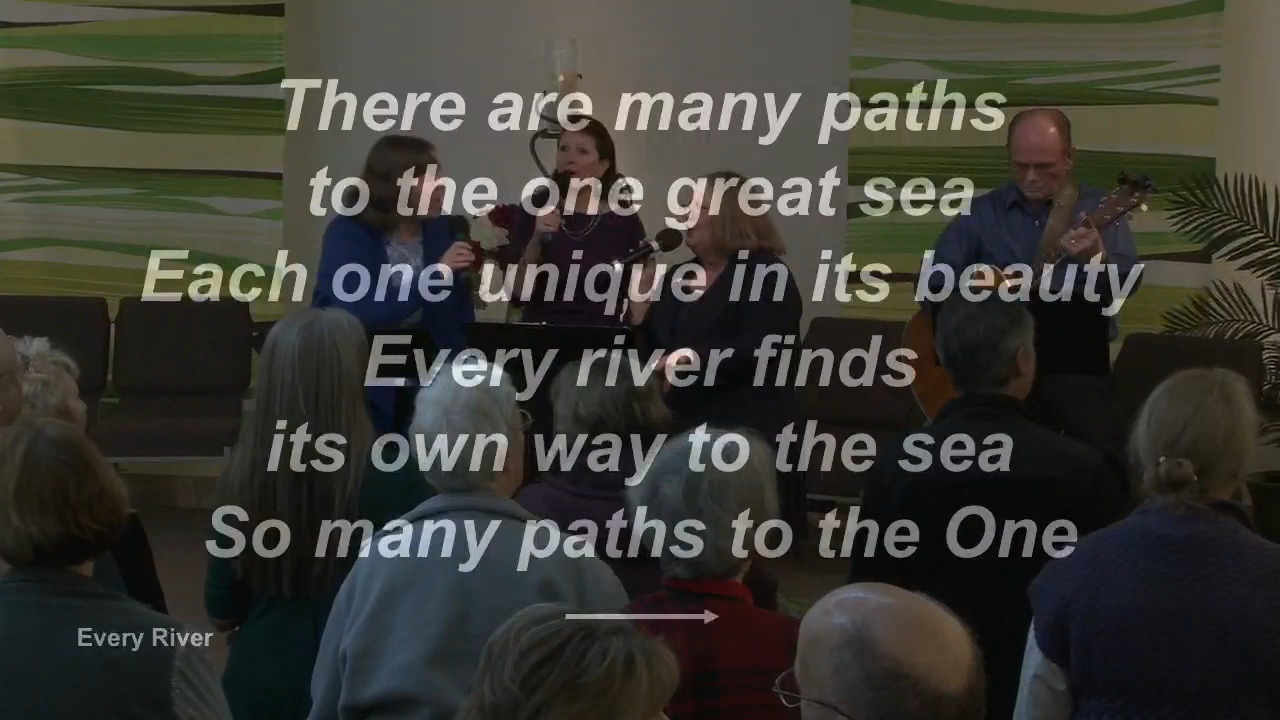 There are many paths
to the one great sea
Each one unique in its beauty
Every river finds
its own way to the sea
So many paths to the One
Every River